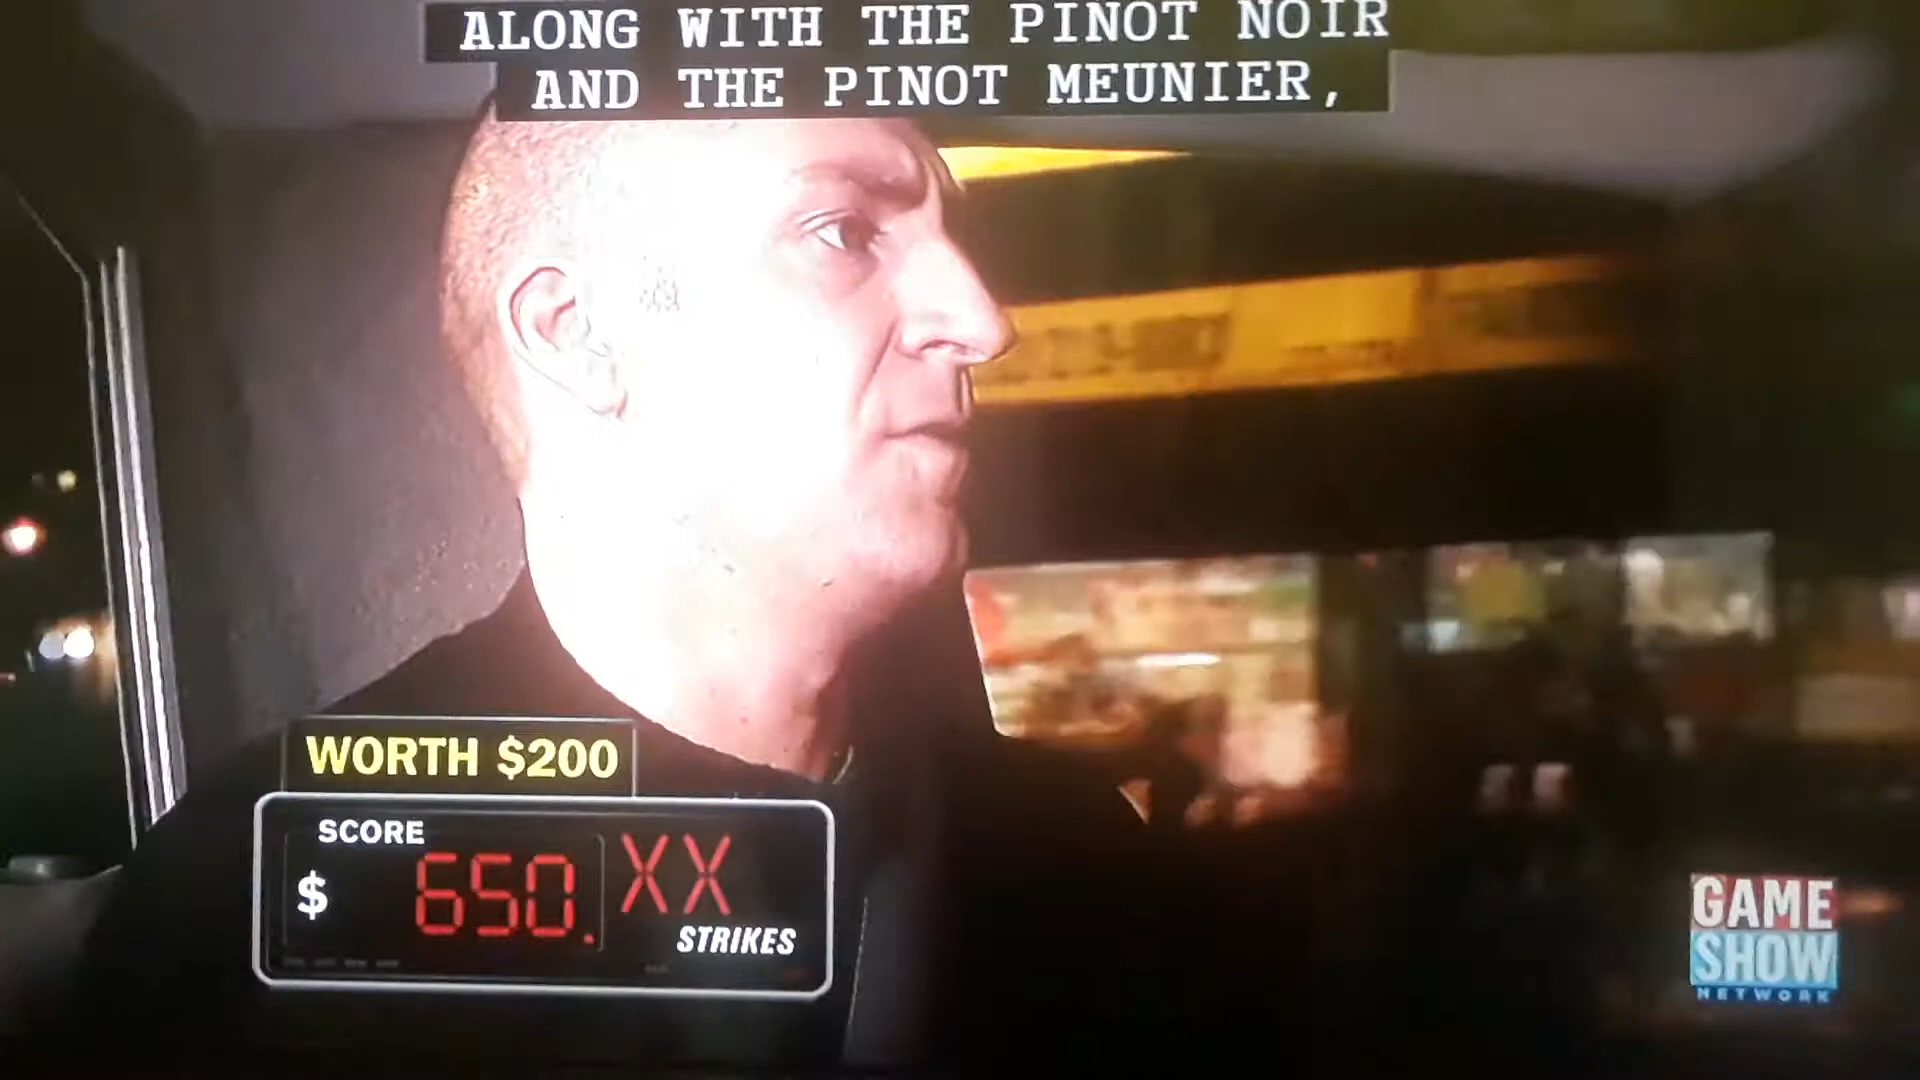 ALONG WITH THE PINOT NOIR
AND THE PINOT MEUNIER,
WORTH $200
SCORE
$ 650.
XX
STRIKES
GAME
SHOW
NETWORK